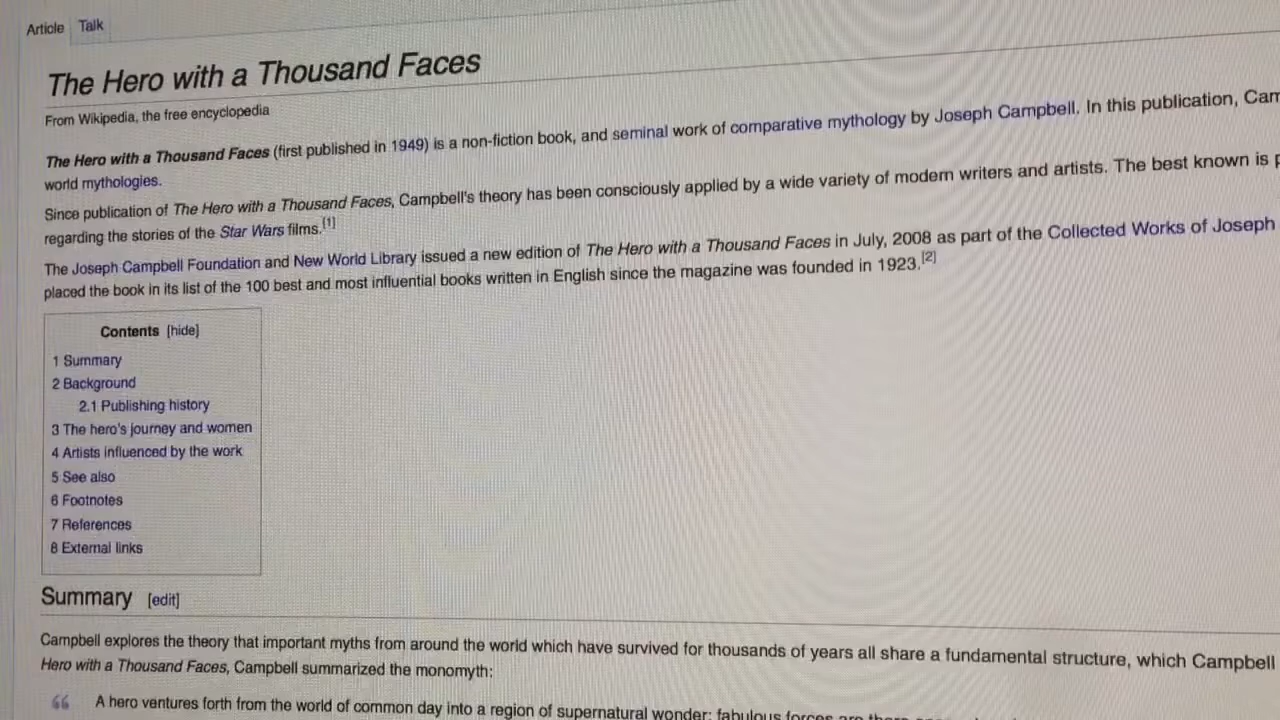 Article Talk
The Hero with a Thousand Faces
From Wikipedia, the free encyclopedia
The Hero with a Thousand Faces (first published in 1949) is a non-fiction book, and seminal work of comparative mythology by Joseph Campbell. In this publication, Cam
world mythologies.
Since publication of The Hero with a Thousand Faces, Campbell's theory has been consciously applied by a wide variety of modern writers and artists. The best known is p
regarding the stories of the Star Wars films.[1]
The Joseph Campbell Foundation and New World Library issued a new edition of The Hero with a Thousand Faces in July, 2008 as part of the Collected Works of Joseph
placed the book in its list of the 100 best and most influential books written in English since the magazine was founded in 1923.[2]
Contents [hide]
1 Summary
2 Background
2.1 Publishing history
3 The hero's journey and women
4 Artists influenced by the work
5 See also
6 Footnotes
7 References
8 External links
Summary [edit]
Campbell explores the theory that important myths from around the world which have survived for thousands of years all share a fundamental structure, which Campbell
Hero with a Thousand Faces, Campbell summarized the monomyth:
“ A hero ventures forth from the world of common day into a region of supernatural wonder: fabulous forces are there